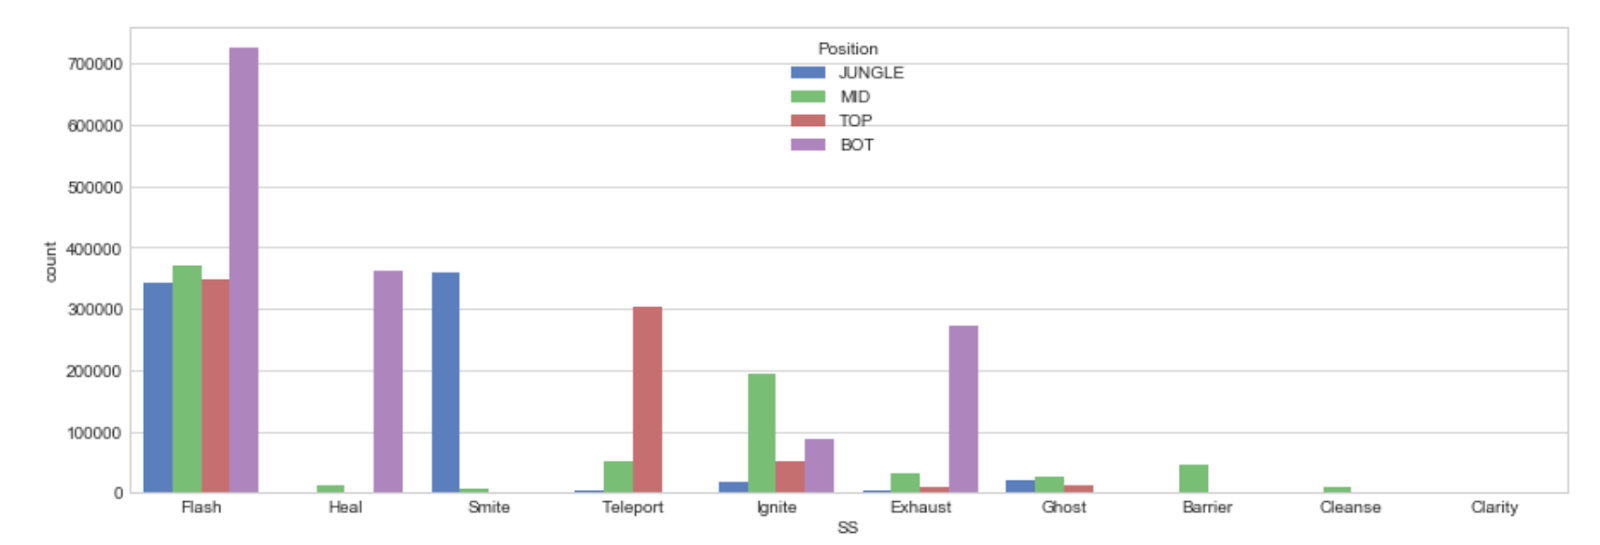 Position
JUNGLE
MID
TOP
BOT
count
700000
600000
500000
400000
300000
200000
100000
0
Flash Heal Smite Teleport Ignite Exhaust Ghost Barrier Cleanse Clarity
SS